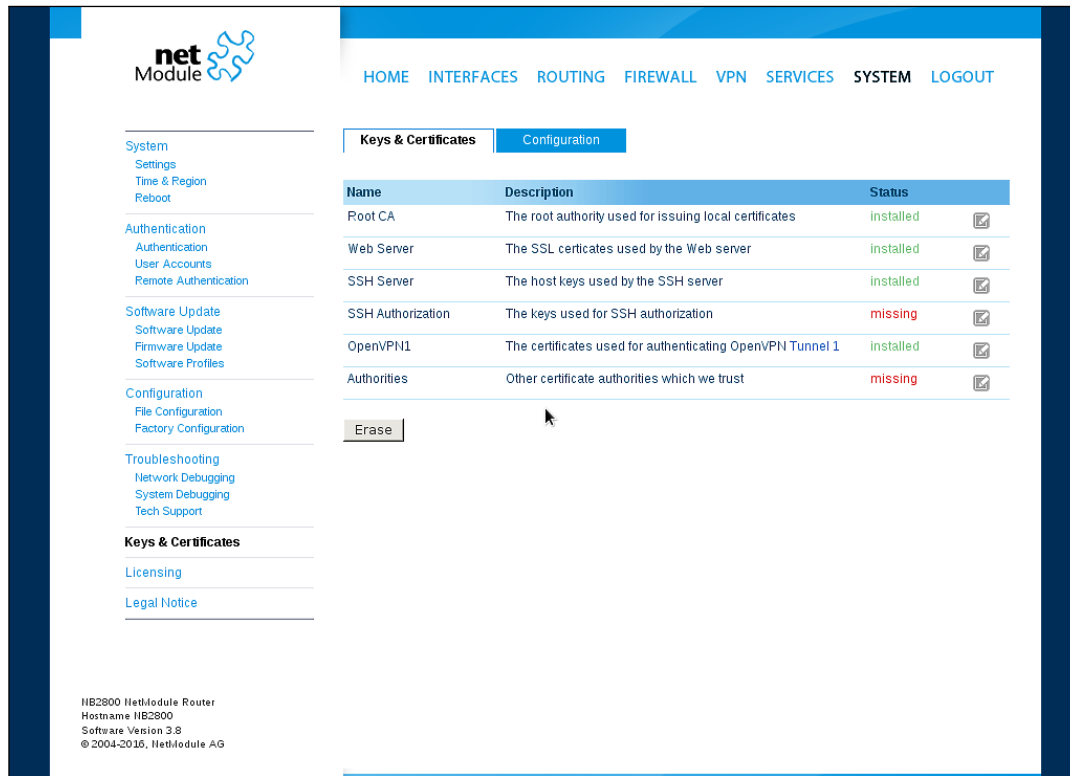 net
Module
HOME INTERFACES ROUTING FIREWALL VPN SERVICES SYSTEM LOGOUT
System
Settings
Time & Region
Reboot
Authentication
Authentication
User Accounts
Remote Authentication
Software Update
Software Update
Firmware Update
Software Profiles
Configuration
File Configuration
Factory Configuration
Troubleshooting
Network Debugging
System Debugging
Tech Support
Keys & Certificates
Licensing
Legal Notice
Keys & Certificates Configuration
Name Description Status
Root CA The root authority used for issuing local certificates installed
Web Server The SSL certicates used by the Web server installed
SSH Server The host keys used by the SSH server installed
SSH Authorization The keys used for SSH authorization missing
OpenVPN1 The certificates used for authenticating OpenVPN Tunnel 1 installed
Authorities Other certificate authorities which we trust missing
Erase
NB2800 NetModule Router
Hostname NB2800
Software Version 3.8
© 2004-2016, NetModule AG